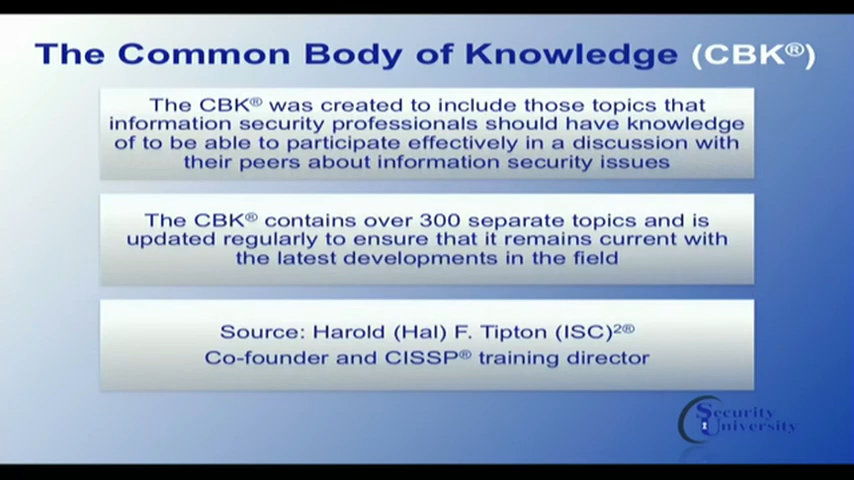 The Common Body of Knowledge (CBK®)
The CBK® was created to include those topics that
information security professionals should have knowledge
of to be able to participate effectively in a discussion with
their peers about information security issues
The CBK® contains over 300 separate topics and is
updated regularly to ensure that it remains current with
the latest developments in the field
Source: Harold (Hal) F. Tipton (ISC)²®
Co-founder and CISSP® training director
Security
University